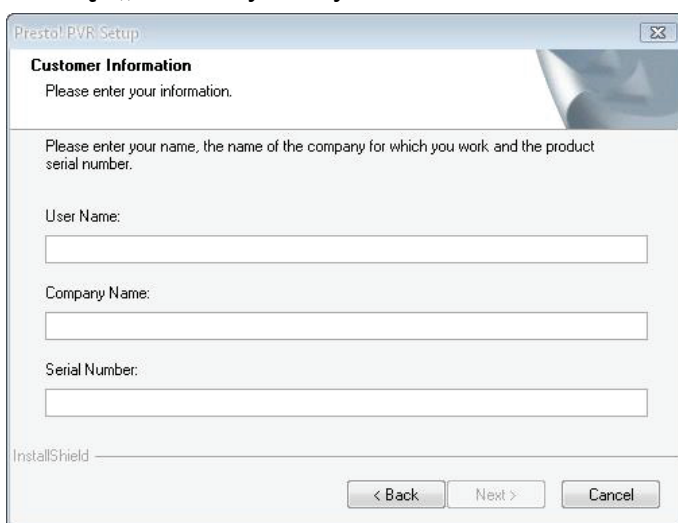 Presto! PVR Setup
Customer Information
Please enter your information.
Please enter your name, the name of the company for which you work and the product
serial number.
User Name:
Company Name:
Serial Number:
InstallShield
< Back
Next >
Cancel